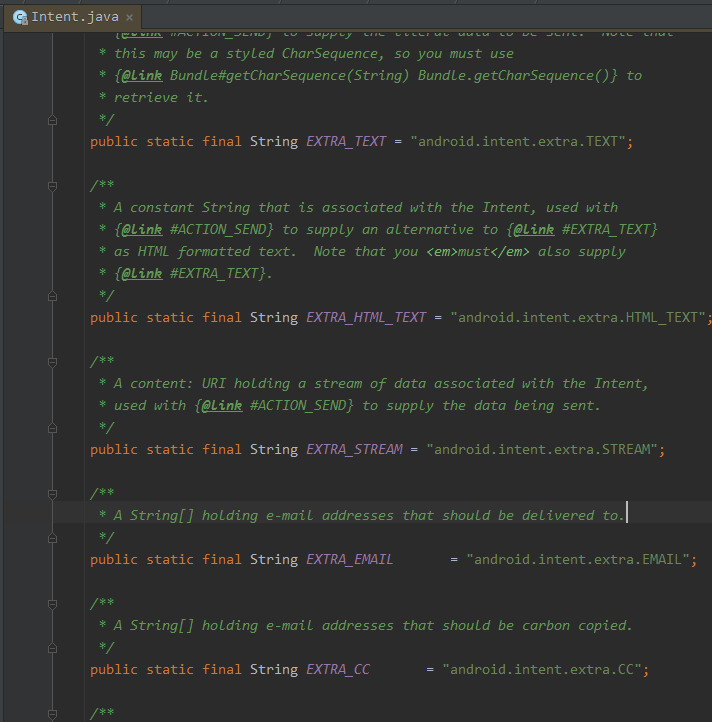 Intent.java
{@link #ACTION_SEND} to supply the literal data to be sent. Note that
* this may be a styled CharSequence, so you must use
* {@link Bundle#getCharSequence(String) Bundle.getCharSequence()} to
* retrieve it.
*/
public static final String EXTRA_TEXT = "android.intent.extra.TEXT";
/**
* A constant String that is associated with the Intent, used with
* {@link #ACTION_SEND} to supply an alternative to {@link #EXTRA_TEXT}
* as HTML formatted text.  Note that you <em>must</em> also supply
* {@link #EXTRA_TEXT}.
*/
public static final String EXTRA_HTML_TEXT = "android.intent.extra.HTML_TEXT";
/**
* A content: URI holding a stream of data associated with the Intent,
* used with {@link #ACTION_SEND} to supply the data being sent.
*/
public static final String EXTRA_STREAM = "android.intent.extra.STREAM";
/**
* A String[] holding e-mail addresses that should be delivered to.
*/
public static final String EXTRA_EMAIL       = "android.intent.extra.EMAIL";
/**
* A String[] holding e-mail addresses that should be carbon copied.
*/
public static final String EXTRA_CC       = "android.intent.extra.CC";
/**